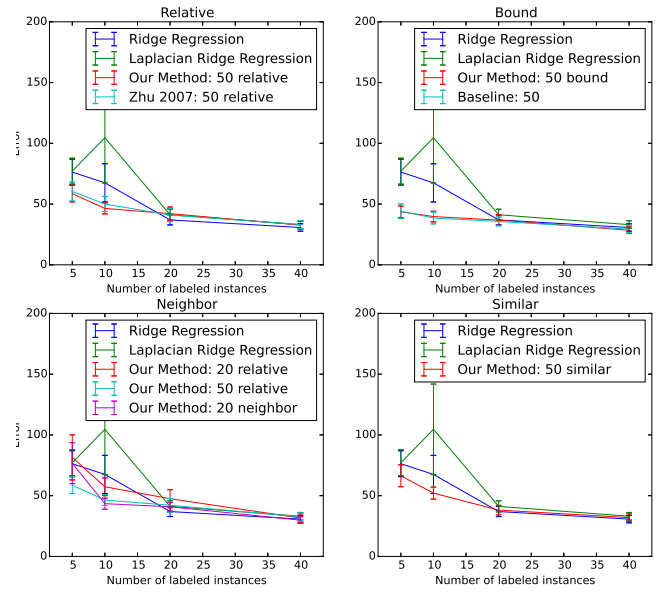 Relative
200
150
100
50
0
Ridge Regression
Laplacian Ridge Regression
Our Method: 50 relative
Zhu 2007: 50 relative
5 10 15 20 25 30 35 40
Number of labeled instances
Bound
200
150
100
50
0
Ridge Regression
Laplacian Ridge Regression
Our Method: 50 bound
Baseline: 50
5 10 15 20 25 30 35 40
Number of labeled instances
Neighbor
200
150
100
50
0
Ridge Regression
Laplacian Ridge Regression
Our Method: 20 relative
Our Method: 50 relative
Our Method: 20 neighbor
5 10 15 20 25 30 35 40
Number of labeled instances
Similar
200
150
100
50
0
Ridge Regression
Laplacian Ridge Regression
Our Method: 50 similar
5 10 15 20 25 30 35 40
Number of labeled instances